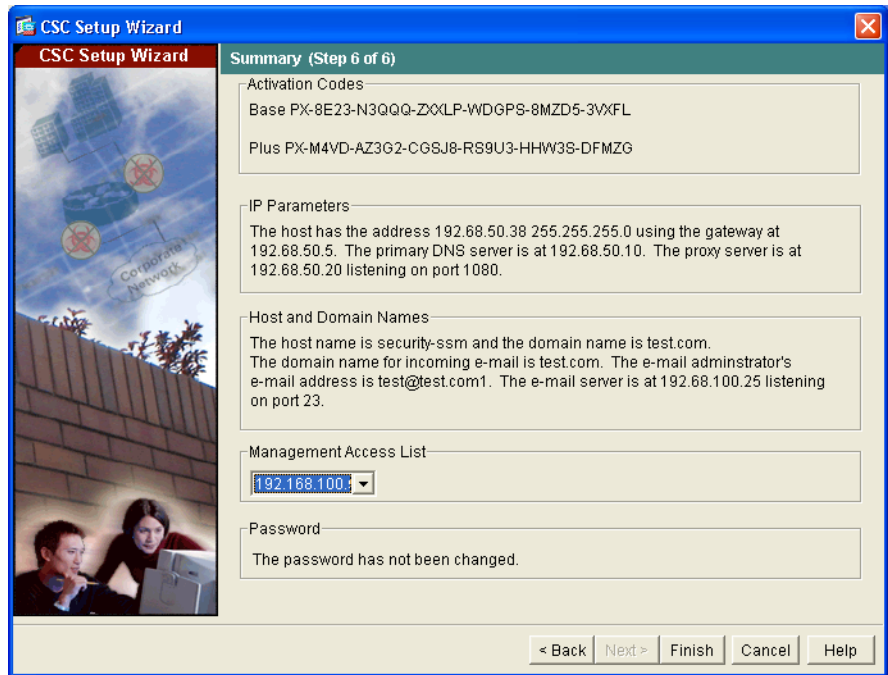 CSC Setup Wizard
CSC Setup Wizard
Summary (Step 6 of 6)
Activation Codes
Base PX-8E23-N3QQQ-ZXXLP-WDGPS-8MZD5-3VXFL
Plus PX-M4VD-AZ3G2-CGSJ8-RS9U3-HHW3S-DFMZG
IP Parameters
The host has the address 192.68.50.38 255.255.255.0 using the gateway at
192.68.50.5. The primary DNS server is at 192.68.50.10. The proxy server is at
192.68.50.20 listening on port 1080.
Corporate
Network
Host and Domain Names
The host name is security-ssm and the domain name is test.com.
The domain name for incoming e-mail is test.com. The e-mail adminstrator's
e-mail address is test@test.com1. The e-mail server is at 192.68.100.25 listening
on port 23.
Management Access List
192.168.100.
Password
The password has not been changed.
< Back
Next >
Finish
Cancel
Help